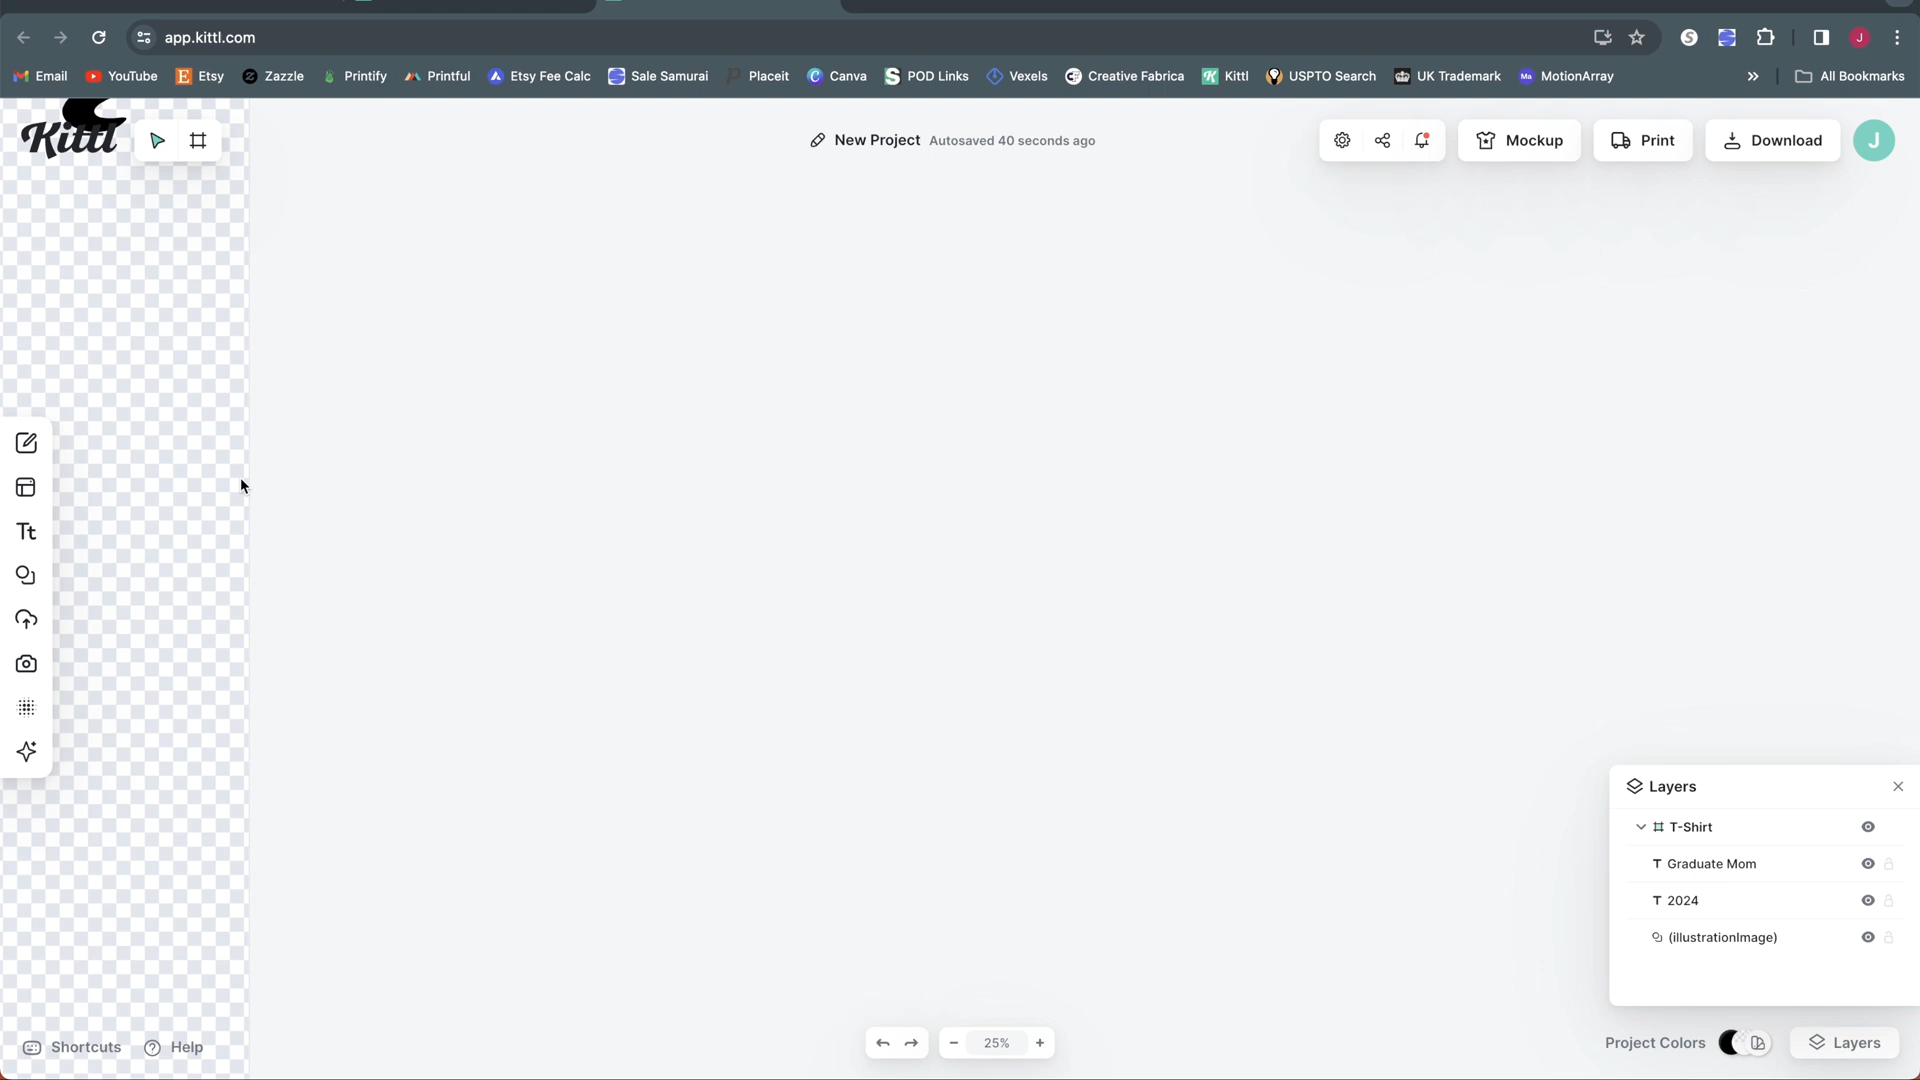 app.kittl.com
J
Email
YouTube
Etsy
Zazzle
Printify
Printful
Etsy Fee Calc
Sale Samurai
Placeit
Canva
POD Links
Vexels
Creative Fabrica
Kittl
USPTO Search
UK Trademark
Ma MotionArray
All Bookmarks
Kittl
New Project Autosaved 40 seconds ago
Mockup
Print
Download
J
Tt
Layers
T-Shirt
T Graduate Mom
T 2024
(illustrationImage)
Shortcuts
Help
25%
Project Colors
Layers